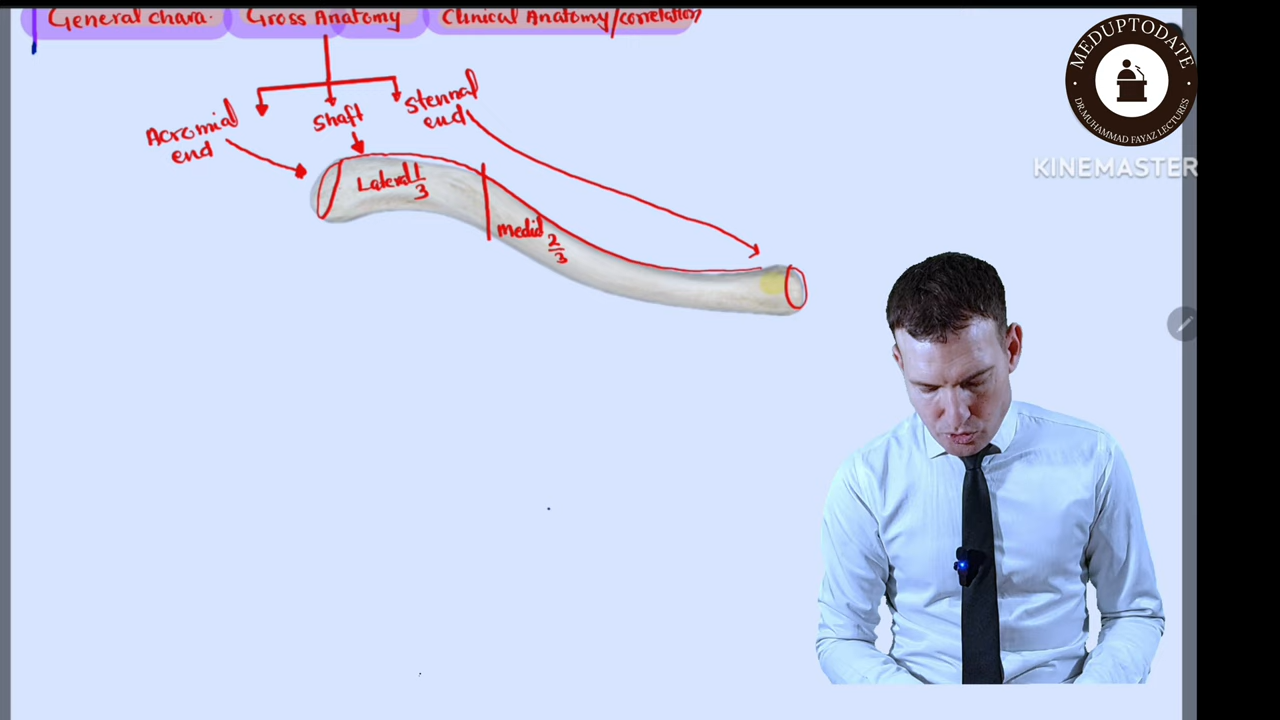 General chara. Gross Anatomy Clinical Anatomy/correlation
Acromial
end
Shaft
Sternal
end
Lateral 1/3
Medial 2/3
MEDUPTODATE
DR.MUHAMMAD FAYAZ LECTURES
KINEMASTER